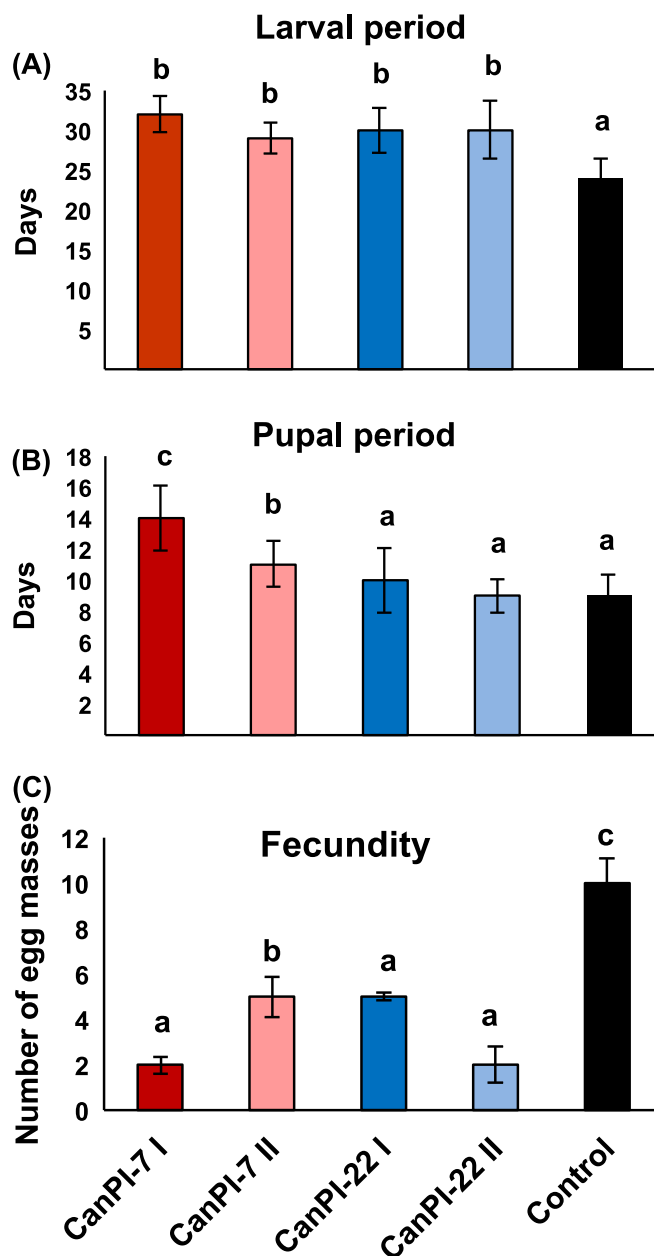 Larval period
(A)
b b b b a
35
30
25
20
15
10
5
Days
Pupal period
(B)
c b a a a
18
16
14
12
10
8
6
4
2
Days
(C)
Fecundity
a b a a c
12
10
8
6
4
2
0
Number of egg masses
CanPI-7 I
CanPI-7 II
CanPI-22 I
CanPI-22 II
Control